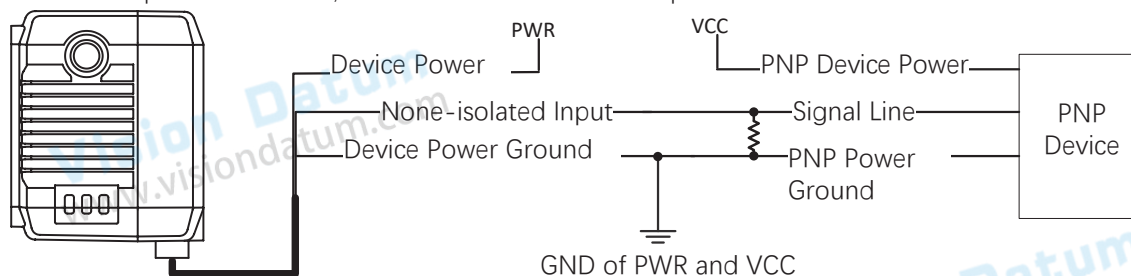 PWR
VCC
Device Power
PNP Device Power
None-isolated Input
Signal Line
PNP
Device
Device Power Ground
PNP Power
Ground
GND of PWR and VCC
Vision Datum
www.visiondatum.com
Datum